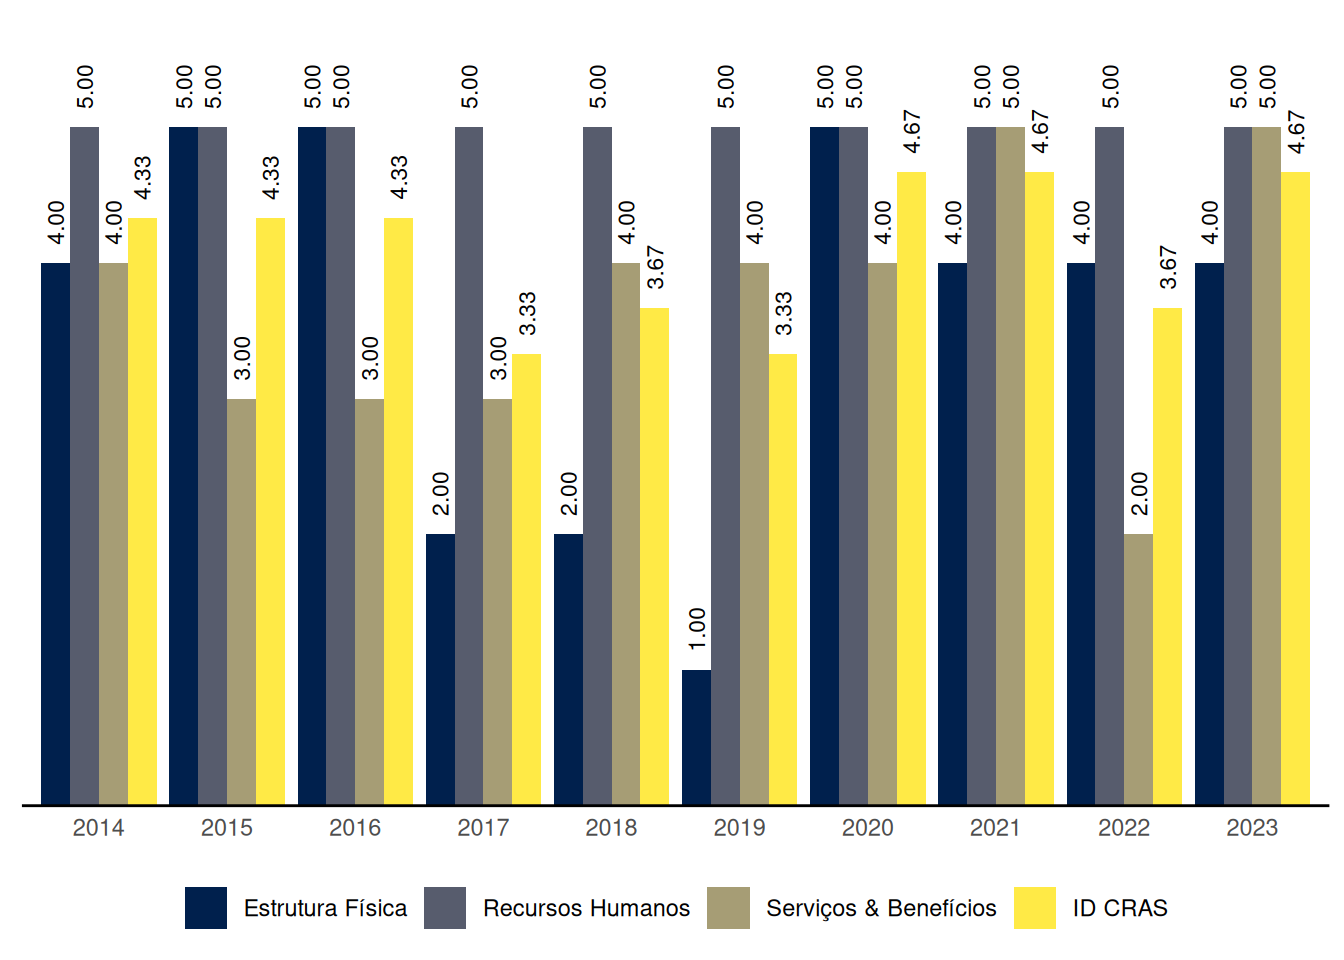 5.00 5.00 5.00 5.00 5.00 5.00 5.00 5.00 5.00 5.00 5.00 5.00 5.00 5.00 5.00
4.67 4.67 4.67
4.33 4.33 4.33
4.00 4.00 4.00 4.00 4.00 4.00 4.00 4.00
3.67 3.67
3.33 3.33
3.00 3.00 3.00
2.00 2.00 2.00
1.00
2014 2015 2016 2017 2018 2019 2020 2021 2022 2023
Estrutura Física Recursos Humanos Serviços & Benefícios ID CRAS